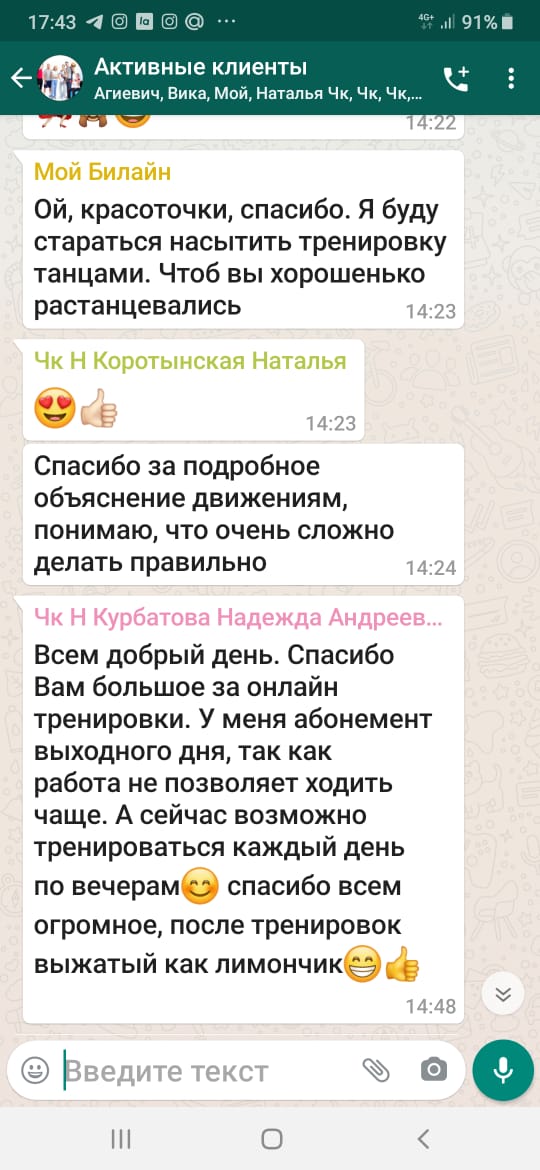 17:43
4G+
91%
Активные клиенты
Агиевич, Вика, Мой, Наталья Чк, Чк, Чк,...
14:22
Мой Билайн
Ой, красоточки, спасибо. Я буду
стараться насытить тренировку
танцами. Чтоб вы хорошенько
растанцевались
14:23
Чк Н Коротынская Наталья
😍👍🏻
14:23
Спасибо за подробное
объяснение движениям,
понимаю, что очень сложно
делать правильно
14:24
Чк Н Курбатова Надежда Андреев...
Всем добрый день. Спасибо
Вам большое за онлайн
тренировки. У меня абонемент
выходного дня, так как
работа не позволяет ходить
чаще. А сейчас возможно
тренироваться каждый день
по вечерам😊 спасибо всем
огромное, после тренировок
выжатый как лимончик😁👍
14:48
Введите текст